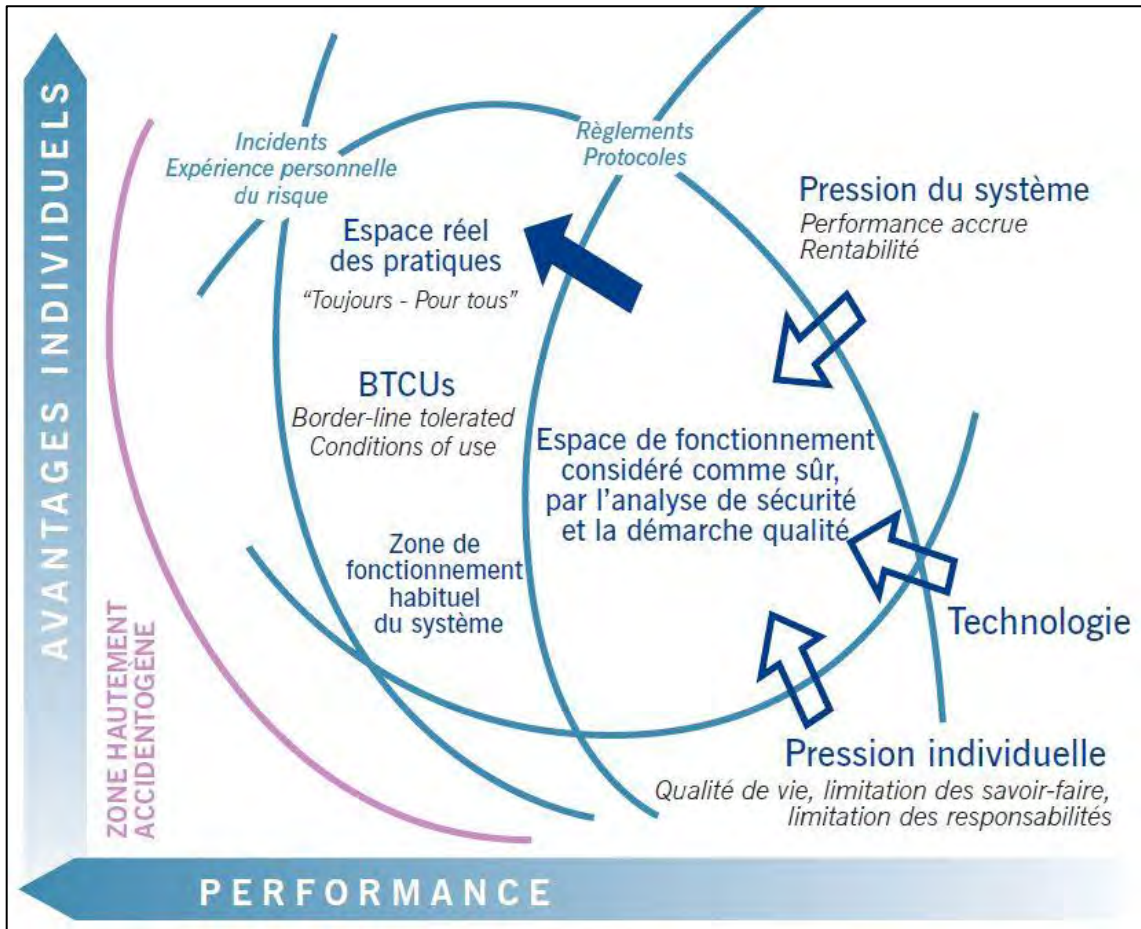 AVANTAGES INDIVIDUELS
Incidents
Expérience personnelle
du risque
Règlements
Protocoles
Pression du système
Performance accrue
Rentabilité
Espace réel
des pratiques
“Toujours - Pour tous”
BTCUs
Border-line tolerated
Conditions of use
Espace de fonctionnement
considéré comme sûr,
par l’analyse de sécurité
et la démarche qualité
Zone de
fonctionnement
habituel
du système
Technologie
Pression individuelle
Qualité de vie, limitation des savoir-faire,
limitation des responsabilités
ZONE HAUTEMENT
ACCIDENTOGÈNE
PERFORMANCE